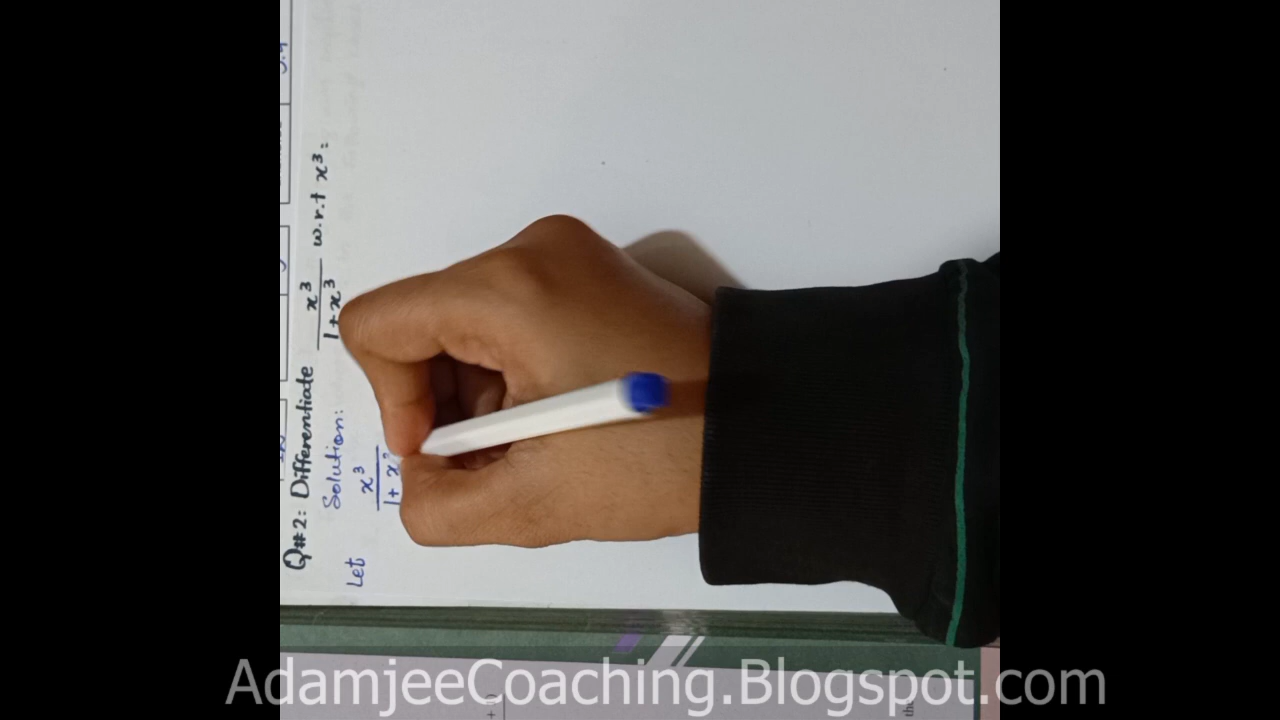 Q#2: Differentiate x³/1+x³ w.r.t x³:
Solution:
Let x³/1+x³
AdamjeeCoaching.Blogspot.com